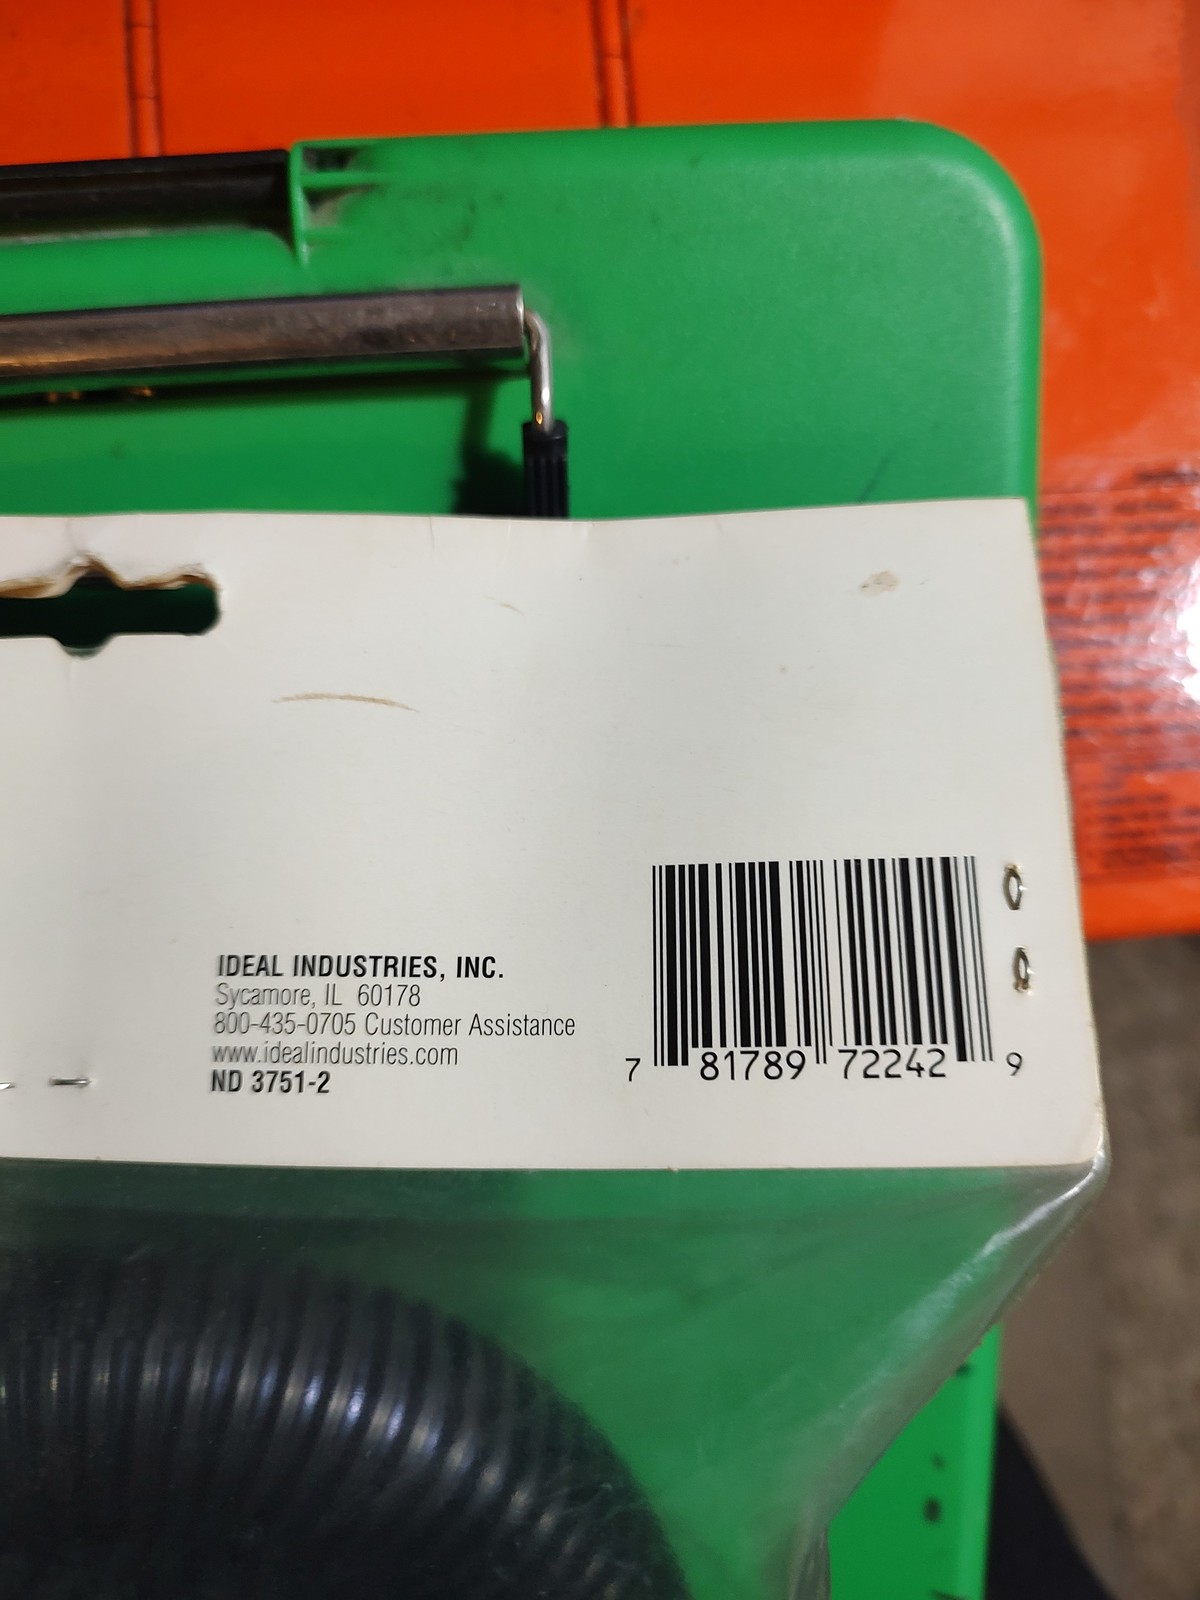 IDEAL INDUSTRIES, INC.
Sycamore, IL 60178
800-435-0705 Customer Assistance
www.idealindustries.com
ND 3751-2
7 81789 72242 9